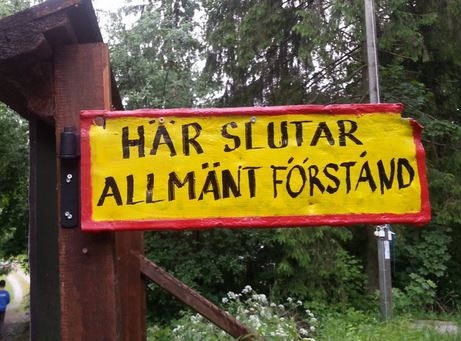 HÄR SLUTAR
ALLMÄNT FÖRSTÅND